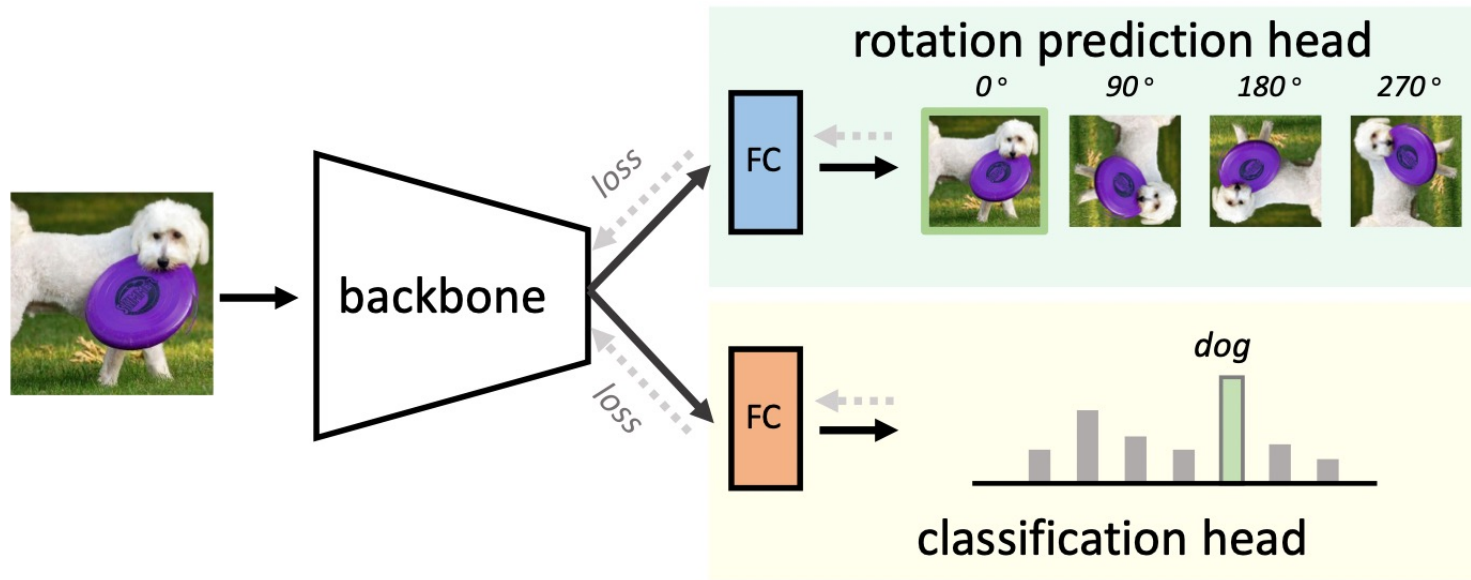 rotation prediction head
0° 90° 180° 270°
FC
loss
backbone
loss
dog
FC
classification head